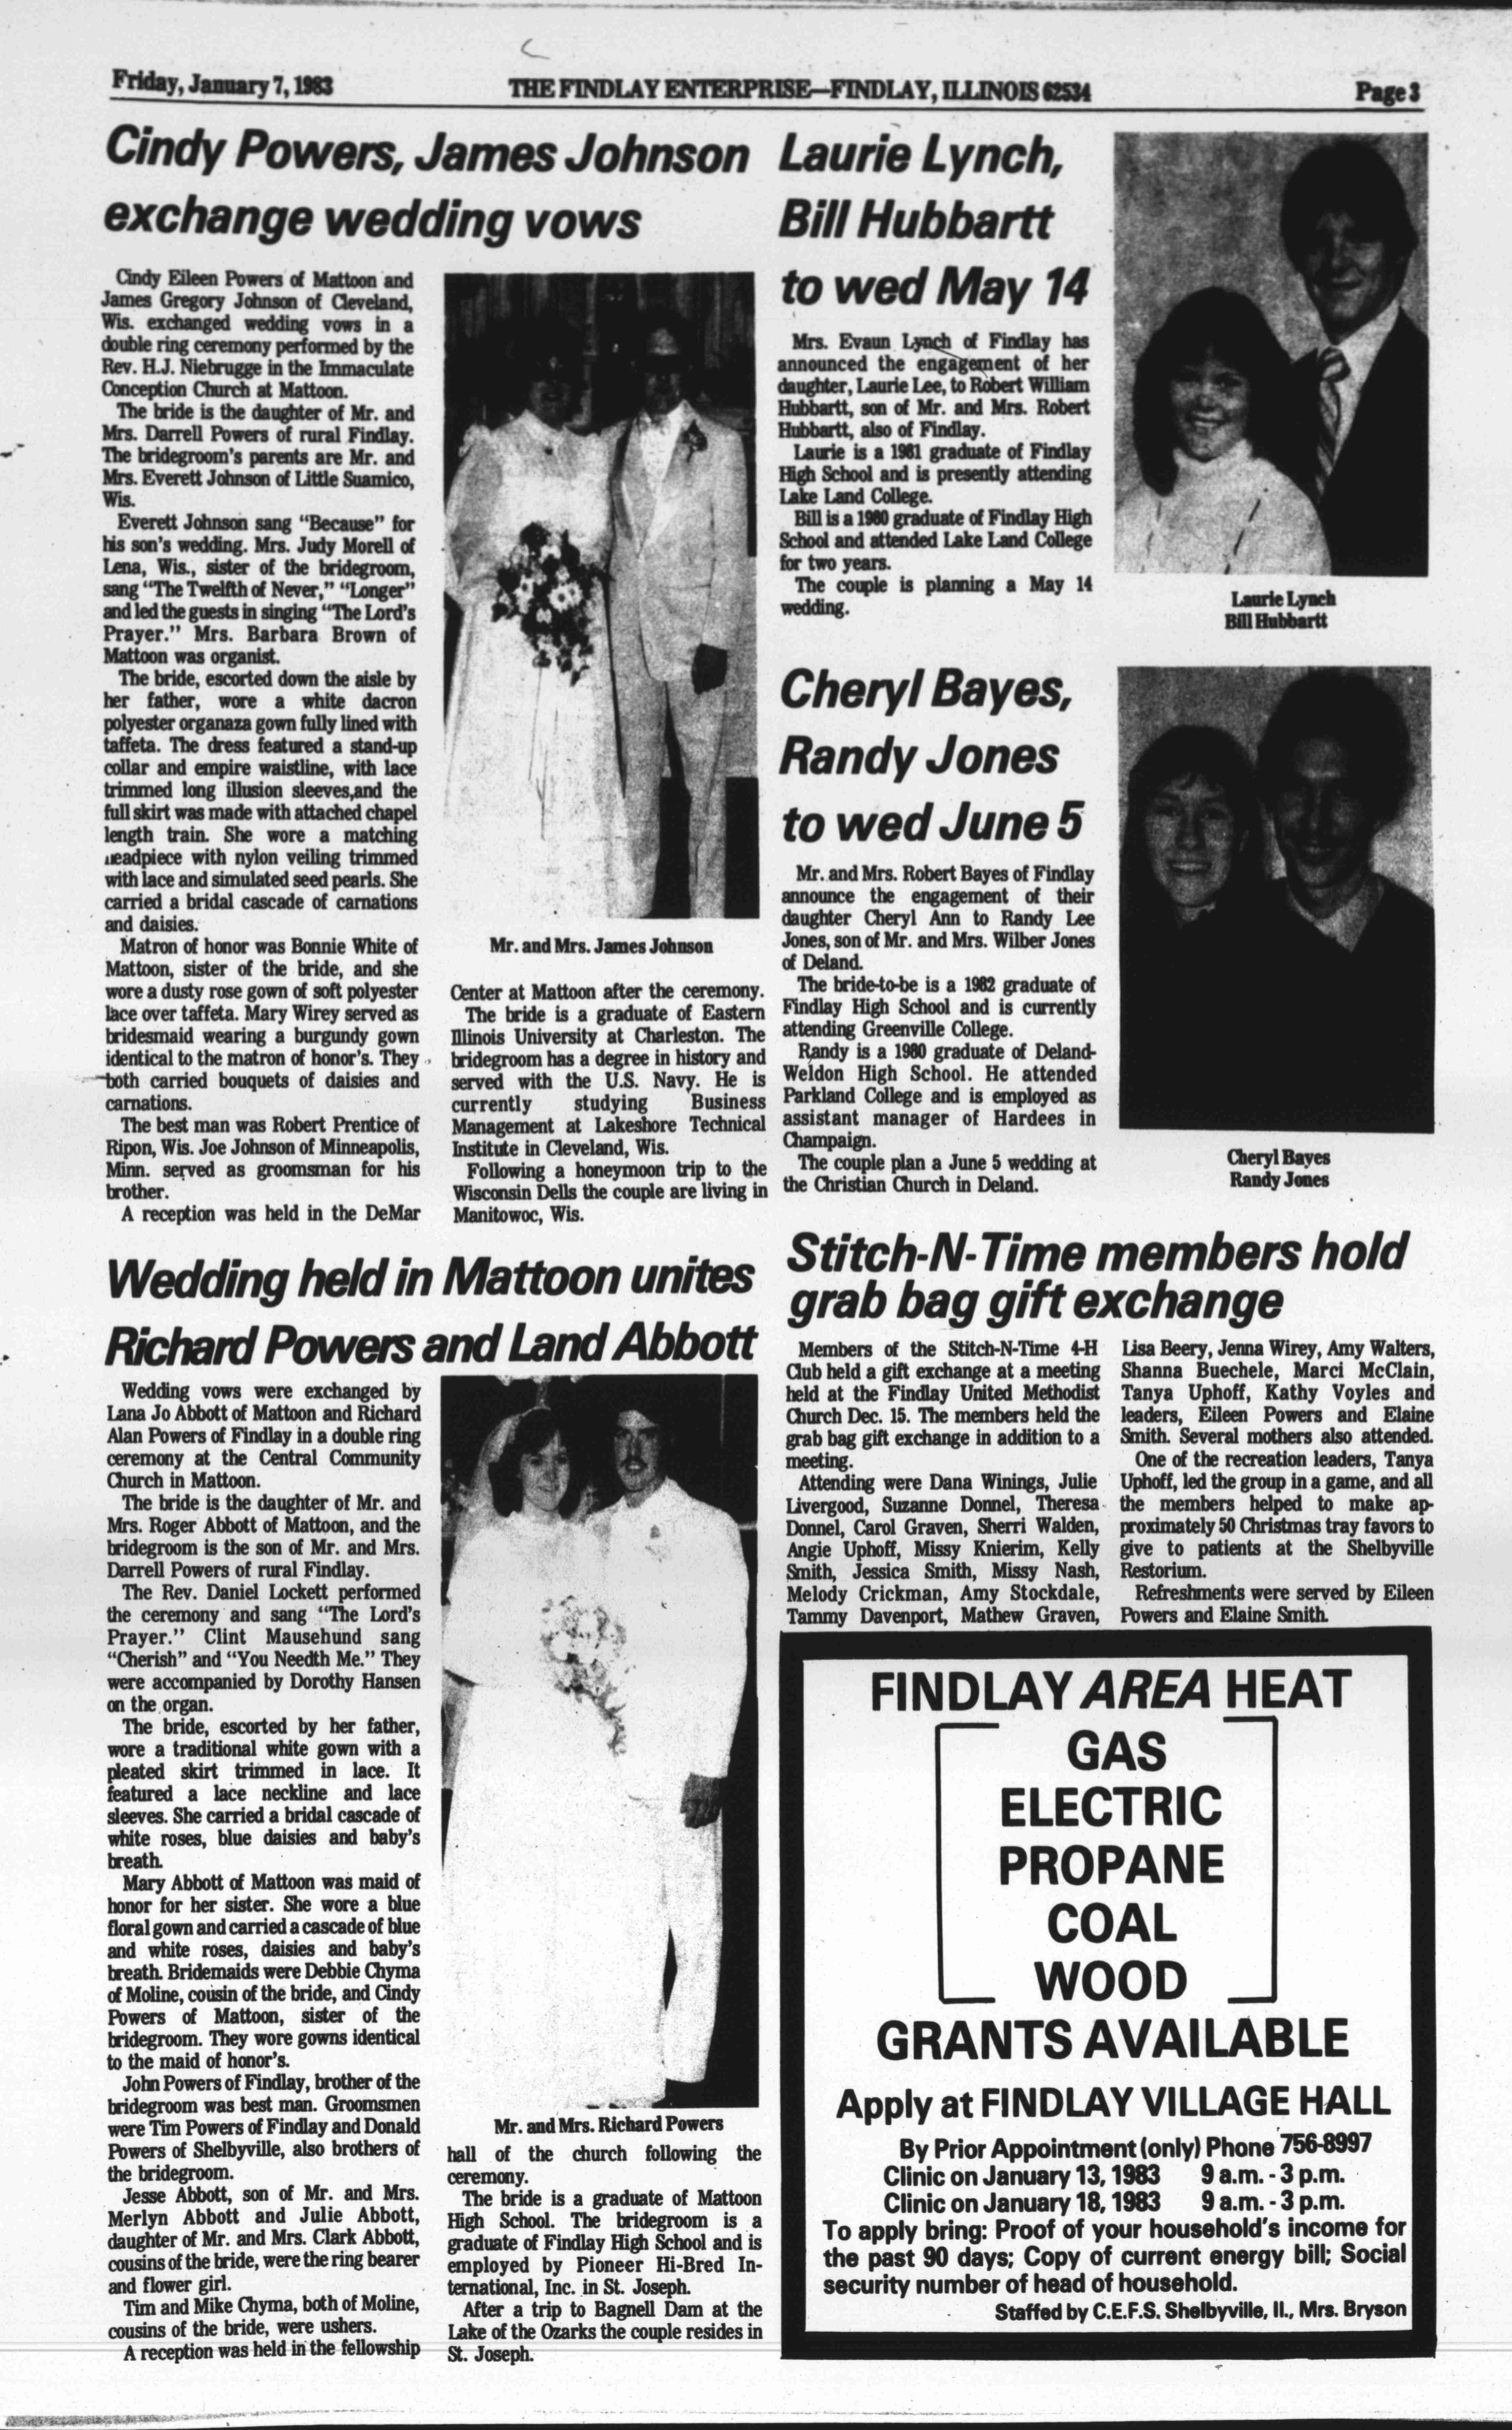 Friday, January 7, 1983
THE FINDLAY ENTERPRISE—FINDLAY, ILLINOIS 62534
Page 3
Cindy Powers, James Johnson
exchange wedding vows
Cindy Eileen Powers of Mattoon and
James Gregory Johnson of Cleveland,
Wis. exchanged wedding vows in a
double ring ceremony performed by the
Rev. H.J. Niebrugge in the Immaculate
Conception Church at Mattoon.
The bride is the daughter of Mr. and
Mrs. Darrell Powers of rural Findlay.
The bridegroom's parents are Mr. and
Mrs. Everett Johnson of Little Suamico,
Wis.
Everett Johnson sang "Because" for
his son's wedding. Mrs. Judy Morell of
Lena, Wis., sister of the bridegroom,
sang "The Twelfth of Never," "Longer"
and led the guests in singing "The Lord's
Prayer." Mrs. Barbara Brown of
Mattoon was organist.
The bride, escorted down the aisle by
her father, wore a white dacron
polyester organaza gown fully lined with
taffeta. The dress featured a stand-up
collar and empire waistline, with lace
trimmed long illusion sleeves,and the
full skirt was made with attached chapel
length train. She wore a matching
headpiece with nylon veiling trimmed
with lace and simulated seed pearls. She
carried a bridal cascade of carnations
and daisies.
Matron of honor was Bonnie White of
Mattoon, sister of the bride, and she
wore a dusty rose gown of soft polyester
lace over taffeta. Mary Wirey served as
bridesmaid wearing a burgundy gown
identical to the matron of honor's. They
both carried bouquets of daisies and
carnations.
The best man was Robert Prentice of
Ripon, Wis. Joe Johnson of Minneapolis,
Minn. served as groomsman for his
brother.
A reception was held in the DeMar
Mr. and Mrs. James Johnson
Center at Mattoon after the ceremony.
The bride is a graduate of Eastern
Illinois University at Charleston. The
bridegroom has a degree in history and
served with the U.S. Navy. He is
currently studying Business
Management at Lakeshore Technical
Institute in Cleveland, Wis.
Following a honeymoon trip to the
Wisconsin Dells the couple are living in
Manitowoc, Wis.
Laurie Lynch,
Bill Hubbartt
to wed May 14
Mrs. Evaun Lynch of Findlay has
announced the engagement of her
daughter, Laurie Lee, to Robert William
Hubbartt, son of Mr. and Mrs. Robert
Hubbartt, also of Findlay.
Laurie is a 1981 graduate of Findlay
High School and is presently attending
Lake Land College.
Bill is a 1980 graduate of Findlay High
School and attended Lake Land College
for two years.
The couple is planning a May 14
wedding.
Laurie Lynch
Bill Hubbartt
Cheryl Bayes,
Randy Jones
to wed June 5
Mr. and Mrs. Robert Bayes of Findlay
announce the engagement of their
daughter Cheryl Ann to Randy Lee
Jones, son of Mr. and Mrs. Wilber Jones
of Deland.
The bride-to-be is a 1982 graduate of
Findlay High School and is currently
attending Greenville College.
Randy is a 1980 graduate of Deland-
Weldon High School. He attended
Parkland College and is employed as
assistant manager of Hardees in
Champaign.
The couple plan a June 5 wedding at
the Christian Church in Deland.
Cheryl Bayes
Randy Jones
Wedding held in Mattoon unites
Richard Powers and Land Abbott
Wedding vows were exchanged by
Lana Jo Abbott of Mattoon and Richard
Alan Powers of Findlay in a double ring
ceremony at the Central Community
Church in Mattoon.
The bride is the daughter of Mr. and
Mrs. Roger Abbott of Mattoon, and the
bridegroom is the son of Mr. and Mrs.
Darrell Powers of rural Findlay.
The Rev. Daniel Lockett performed
the ceremony and sang "The Lord's
Prayer." Clint Mausehund sang
"Cherish" and "You Needth Me." They
were accompanied by Dorothy Hansen
on the organ.
The bride, escorted by her father,
wore a traditional white gown with a
pleated skirt trimmed in lace. It
featured a lace neckline and lace
sleeves. She carried a bridal cascade of
white roses, blue daisies and baby's
breath.
Mary Abbott of Mattoon was maid of
honor for her sister. She wore a blue
floral gown and carried a cascade of blue
and white roses, daisies and baby's
breath. Bridemaids were Debbie Chyma
of Moline, cousin of the bride, and Cindy
Powers of Mattoon, sister of the
bridegroom. They wore gowns identical
to the maid of honor's.
John Powers of Findlay, brother of the
bridegroom was best man. Groomsmen
were Tim Powers of Findlay and Donald
Powers of Shelbyville, also brothers of
the bridegroom.
Jesse Abbott, son of Mr. and Mrs.
Merlyn Abbott and Julie Abbott,
daughter of Mr. and Mrs. Clark Abbott,
cousins of the bride, were the ring bearer
and flower girl.
Tim and Mike Chyma, both of Moline,
cousins of the bride, were ushers.
A reception was held in the fellowship
Mr. and Mrs. Richard Powers
hall of the church following the
ceremony.
The bride is a graduate of Mattoon
High School. The bridegroom is a
graduate of Findlay High School and is
employed by Pioneer Hi-Bred In-
ternational, Inc. in St. Joseph.
After a trip to Bagnell Dam at the
Lake of the Ozarks the couple resides in
St. Joseph.
Stitch-N-Time members hold
grab bag gift exchange
Members of the Stitch-N-Time 4-H
Club held a gift exchange at a meeting
held at the Findlay United Methodist
Church Dec. 15. The members held the
grab bag gift exchange in addition to a
meeting.
Attending were Dana Winings, Julie
Livergood, Suzanne Donnel, Theresa
Donnel, Carol Graven, Sherri Walden,
Angie Uphoff, Missy Knierim, Kelly
Smith, Jessica Smith, Missy Nash,
Melody Crickman, Amy Stockdale,
Tammy Davenport, Mathew Graven,
Lisa Beery, Jenna Wirey, Amy Walters,
Shanna Buechele, Marci McClain,
Tanya Uphoff, Kathy Voyles and
leaders, Eileen Powers and Elaine
Smith. Several mothers also attended.
One of the recreation leaders, Tanya
Uphoff, led the group in a game, and all
the members helped to make ap-
proximately 50 Christmas tray favors to
give to patients at the Shelbyville
Restorium.
Refreshments were served by Eileen
Powers and Elaine Smith.
FINDLAY AREA HEAT
GAS
ELECTRIC
PROPANE
COAL
WOOD
GRANTS AVAILABLE
Apply at FINDLAY VILLAGE HALL
By Prior Appointment (only) Phone 756-8997
Clinic on January 13, 1983 9 a.m. - 3 p.m.
Clinic on January 18, 1983 9 a.m. - 3 p.m.
To apply bring: Proof of your household's income for
the past 90 days; Copy of current energy bill; Social
security number of head of household.
Staffed by C.E.F.S. Shelbyville, Il., Mrs. Bryson